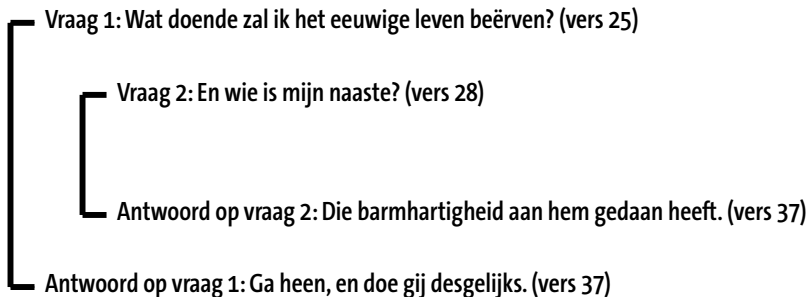 Vraag 1: Wat doende zal ik het eeuwige leven beërven? (vers 25)
Vraag 2: En wie is mijn naaste? (vers 28)
Antwoord op vraag 2: Die barmhartigheid aan hem gedaan heeft. (vers 37)
Antwoord op vraag 1: Ga heen, en doe gij desgelijks. (vers 37)